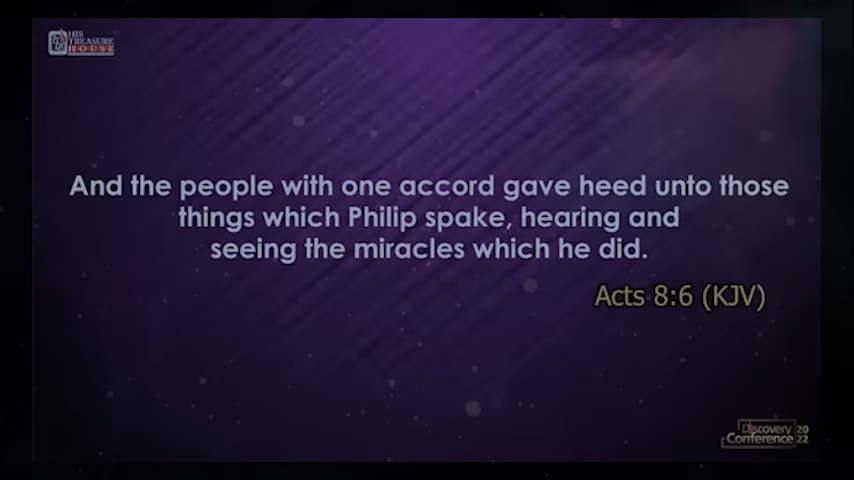 HIS
TREASURE
HOUSE
And the people with one accord gave heed unto those
things which Philip spake, hearing and
seeing the miracles which he did.
Acts 8:6 (KJV)
Discovery 20
Conference 22